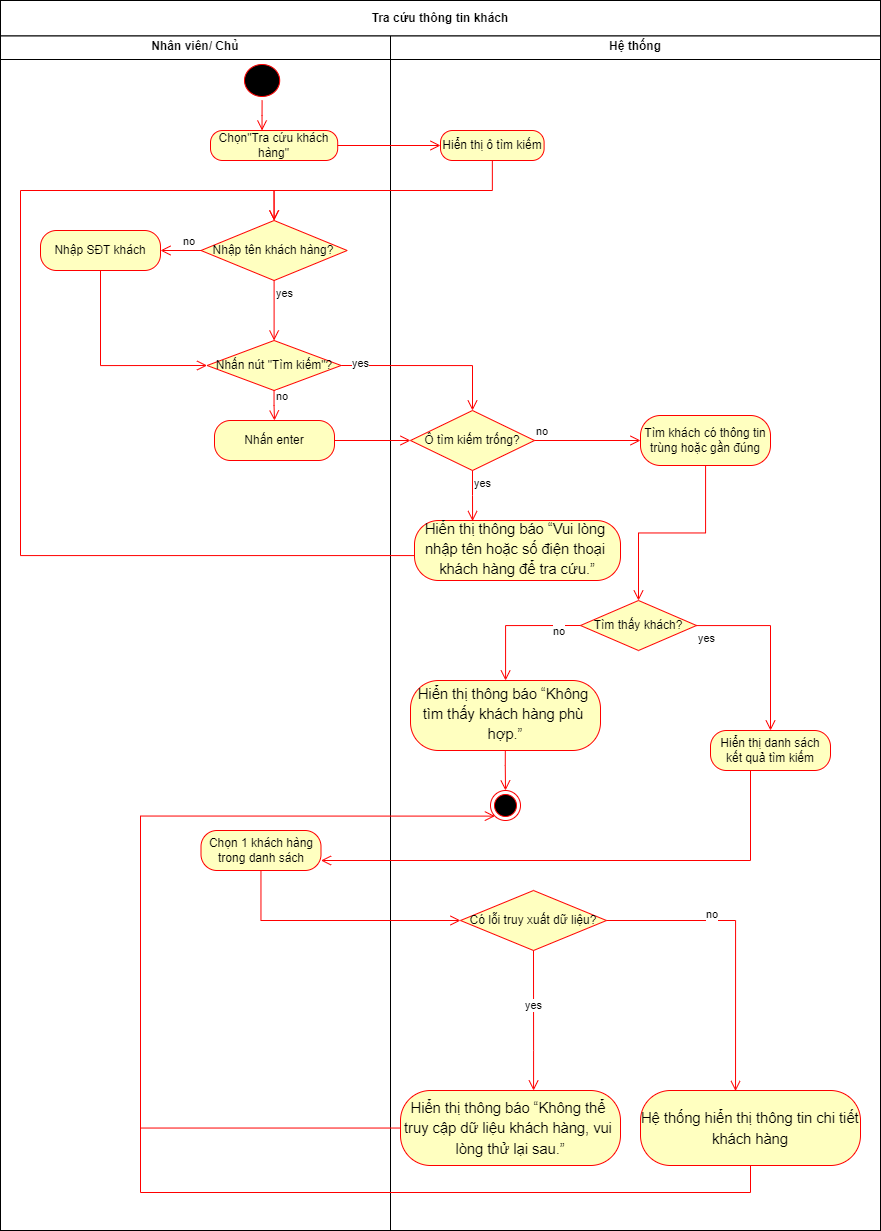 Tra cứu thông tin khách
Nhân viên/ Chủ
Hệ thống
Chọn"Tra cứu khách
hàng"
Hiển thị ô tìm kiếm
Nhập SĐT khách
no
Nhập tên khách hàng?
yes
Nhấn nút "Tìm kiếm"?
yes
no
Nhấn enter
Ô tìm kiếm trống?
no
Tìm khách có thông tin
trùng hoặc gần đúng
yes
Hiển thị thông báo “Vui lòng
nhập tên hoặc số điện thoại
khách hàng để tra cứu.”
Tìm thấy khách?
no
yes
Hiển thị thông báo “Không
tìm thấy khách hàng phù
hợp.”
Hiển thị danh sách
kết quả tìm kiếm
Chọn 1 khách hàng
trong danh sách
Có lỗi truy xuất dữ liệu?
no
yes
Hiển thị thông báo “Không thể
truy cập dữ liệu khách hàng, vui
lòng thử lại sau.”
Hệ thống hiển thị thông tin chi tiết
khách hàng